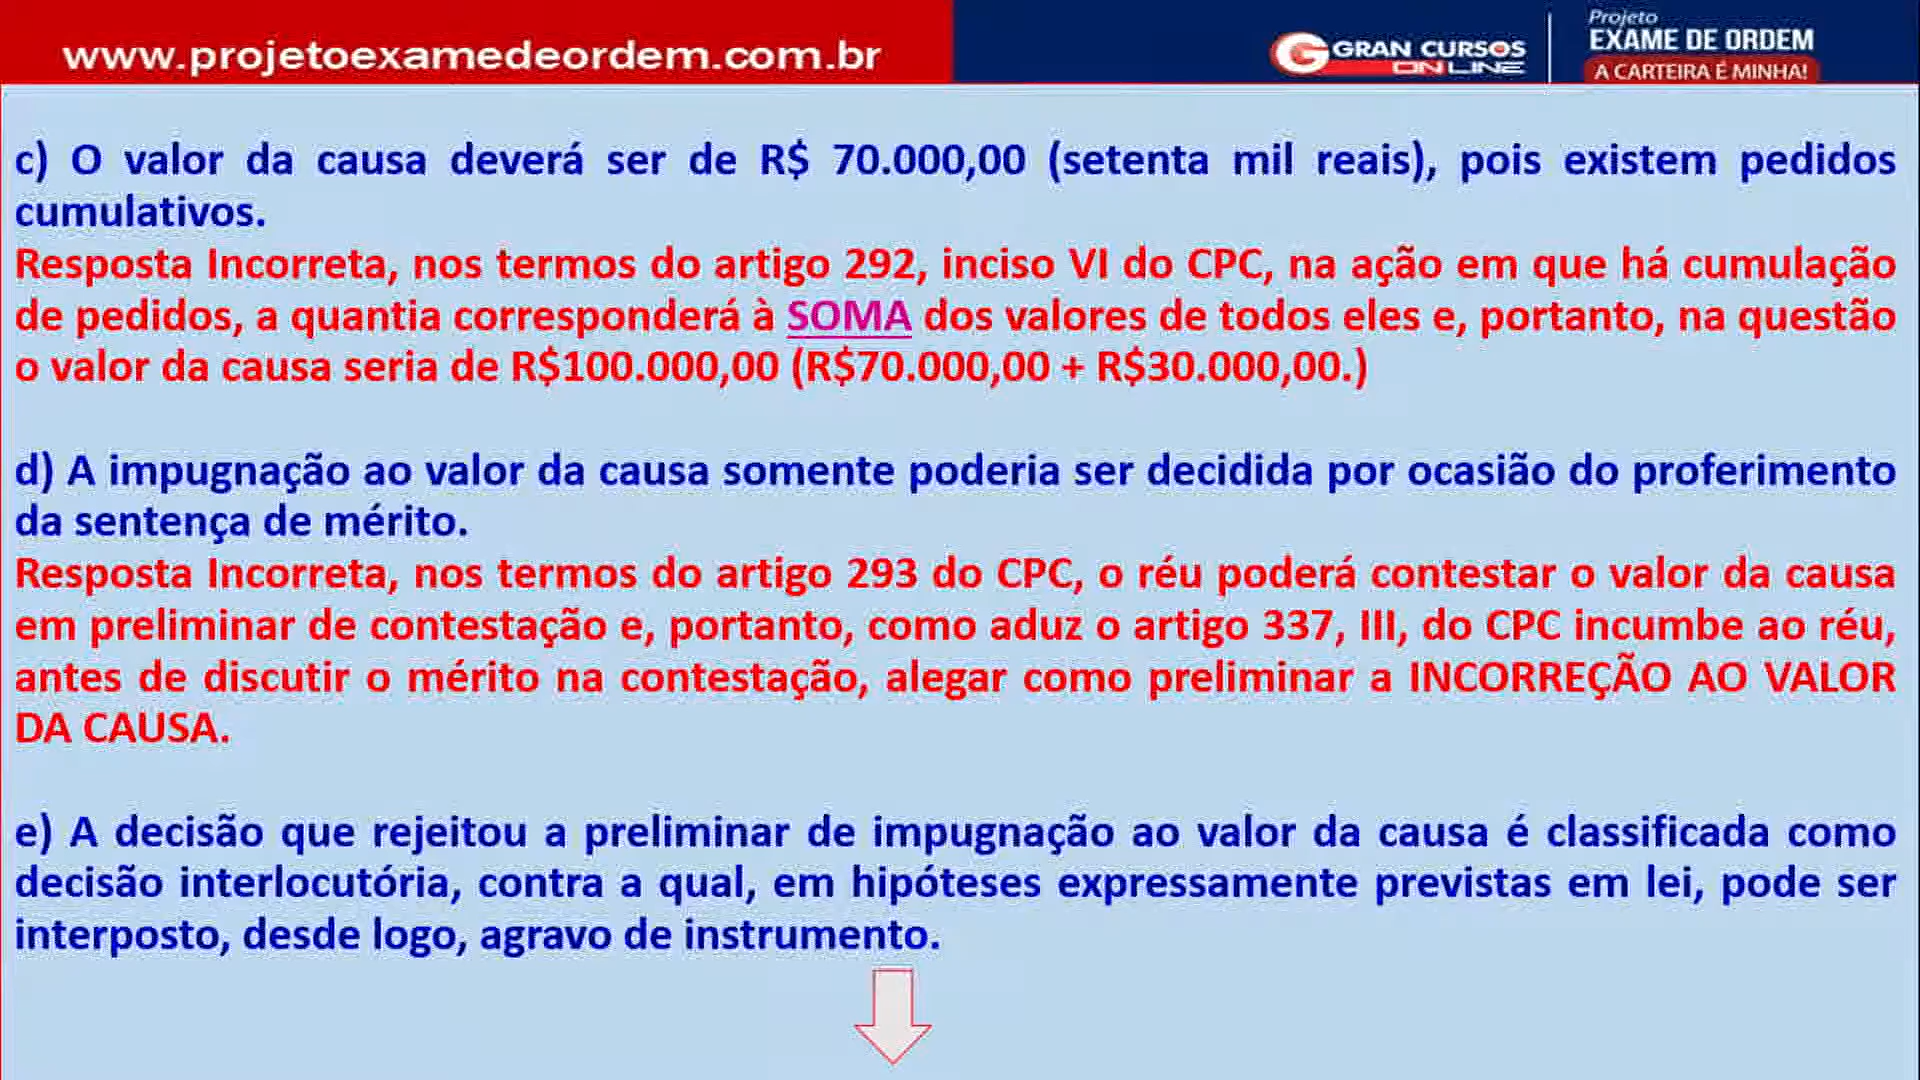 www.projetoexamedeordem.com.br
GRAN CURSOS
ONLINE
Projeto
EXAME DE ORDEM
A CARTEIRA É MINHA!
c) O valor da causa deverá ser de R$ 70.000,00 (setenta mil reais), pois existem pedidos
cumulativos.
Resposta Incorreta, nos termos do artigo 292, inciso VI do CPC, na ação em que há cumulação
de pedidos, a quantia corresponderá à SOMA dos valores de todos eles e, portanto, na questão
o valor da causa seria de R$100.000,00 (R$70.000,00 + R$30.000,00.)
d) A impugnação ao valor da causa somente poderia ser decidida por ocasião do proferimento
da sentença de mérito.
Resposta Incorreta, nos termos do artigo 293 do CPC, o réu poderá contestar o valor da causa
em preliminar de contestação e, portanto, como aduz o artigo 337, III, do CPC incumbe ao réu,
antes de discutir o mérito na contestação, alegar como preliminar a INCORREÇÃO AO VALOR
DA CAUSA.
e) A decisão que rejeitou a preliminar de impugnação ao valor da causa é classificada como
decisão interlocutória, contra a qual, em hipóteses expressamente previstas em lei, pode ser
interposto, desde logo, agravo de instrumento.